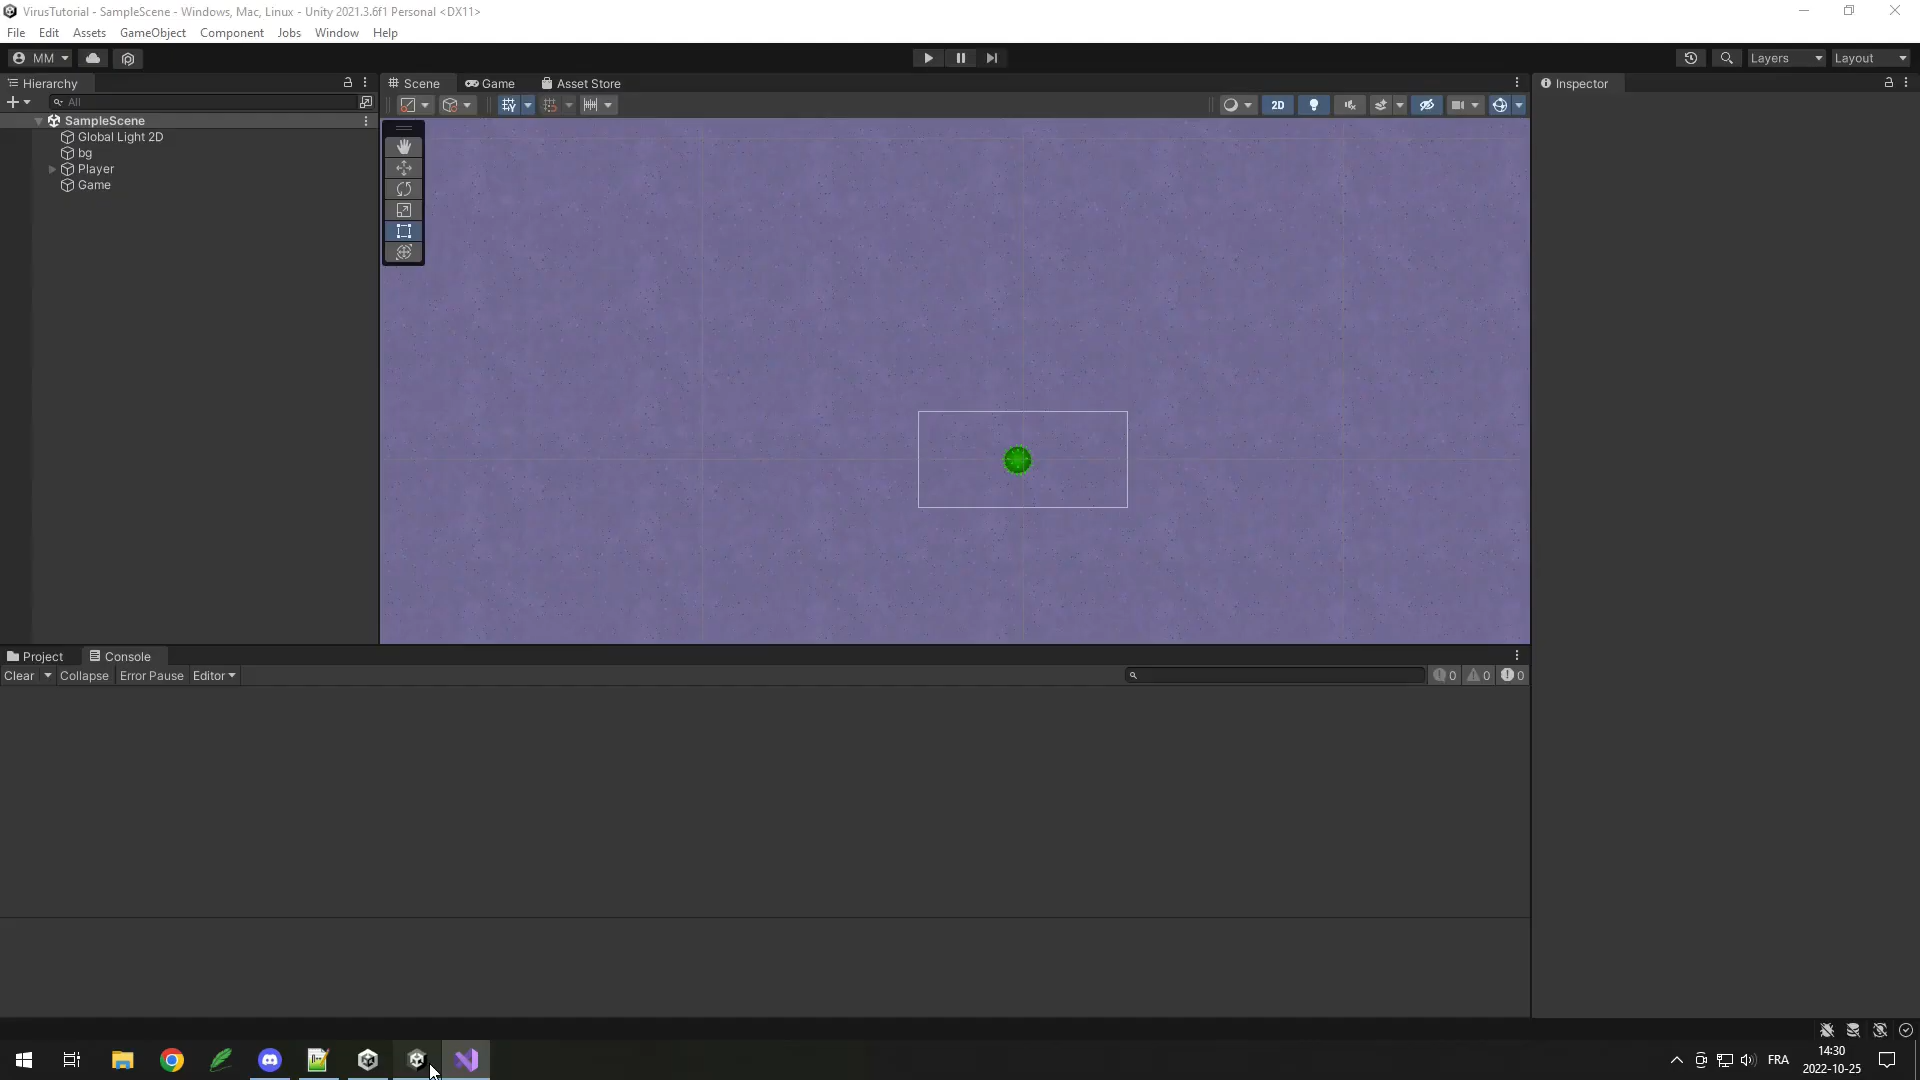 VirusTutorial - SampleScene - Windows, Mac, Linux - Unity 2021.3.6f1 Personal <DX11>
File Edit Assets GameObject Component Jobs Window Help
MM Layers Layout
Hierarchy Scene Game Asset Store Inspector
All 2D
SampleScene
Global Light 2D
bg
Player
Game
Project Console
Clear Collapse Error Pause Editor 0 0 0
FRA
14:30
2022-10-25